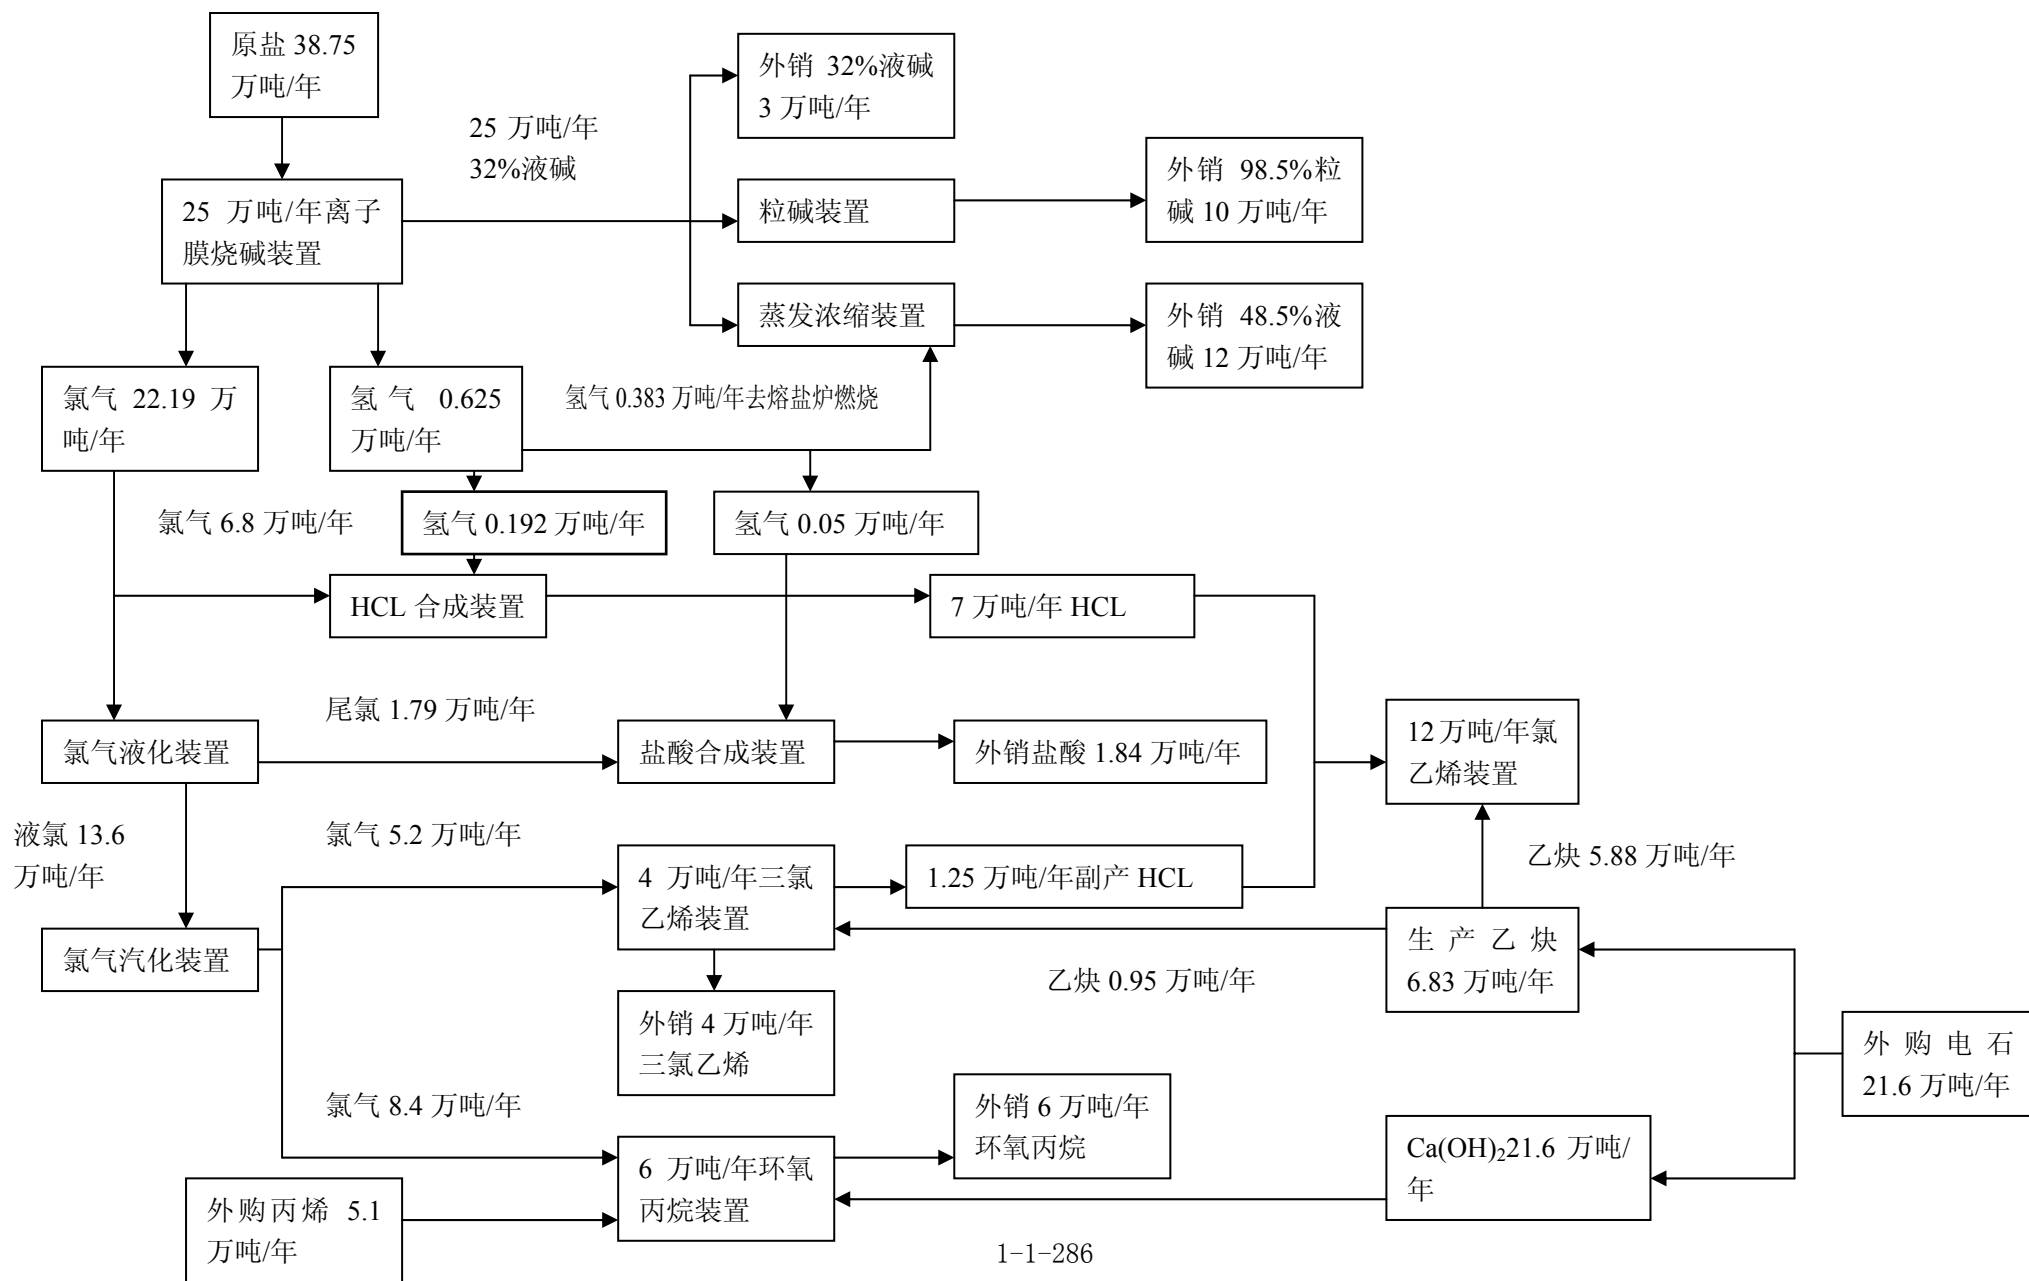 原盐 38.75
万吨/年
外销 32%液碱
3 万吨/年
25 万吨/年
32%液碱
外销 98.5%粒
碱 10 万吨/年
25 万吨/年离子
膜烧碱装置
粒碱装置
蒸发浓缩装置
外销 48.5%液
碱 12 万吨/年
氯气 22.19 万
吨/年
氢气 0.625
万吨/年
氢气 0.383 万吨/年去熔盐炉燃烧
氯气 6.8 万吨/年
氢气 0.192 万吨/年
氢气 0.05 万吨/年
HCL 合成装置
7 万吨/年 HCL
尾氯 1.79 万吨/年
氯气液化装置
盐酸合成装置
外销盐酸 1.84 万吨/年
12 万吨/年氯
乙烯装置
液氯 13.6
万吨/年
氯气 5.2 万吨/年
4 万吨/年三氯
乙烯装置
1.25 万吨/年副产 HCL
乙炔 5.88 万吨/年
氯气汽化装置
生产乙炔
6.83 万吨/年
乙炔 0.95 万吨/年
外销 4 万吨/年
三氯乙烯
外购电石
21.6 万吨/年
氯气 8.4 万吨/年
外销 6 万吨/年
环氧丙烷
6 万吨/年环氧
丙烷装置
Ca(OH)₂21.6 万吨/
年
外购丙烯 5.1
万吨/年
1-1-286